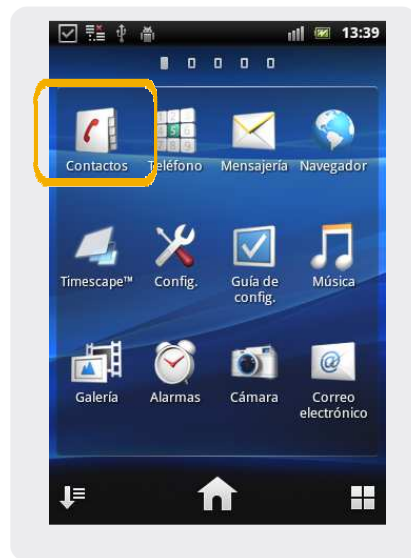 13:39
Contactos Teléfono Mensajería Navegador
Timescape™ Config. Guía de config. Música
Galería Alarmas Cámara Correo electrónico